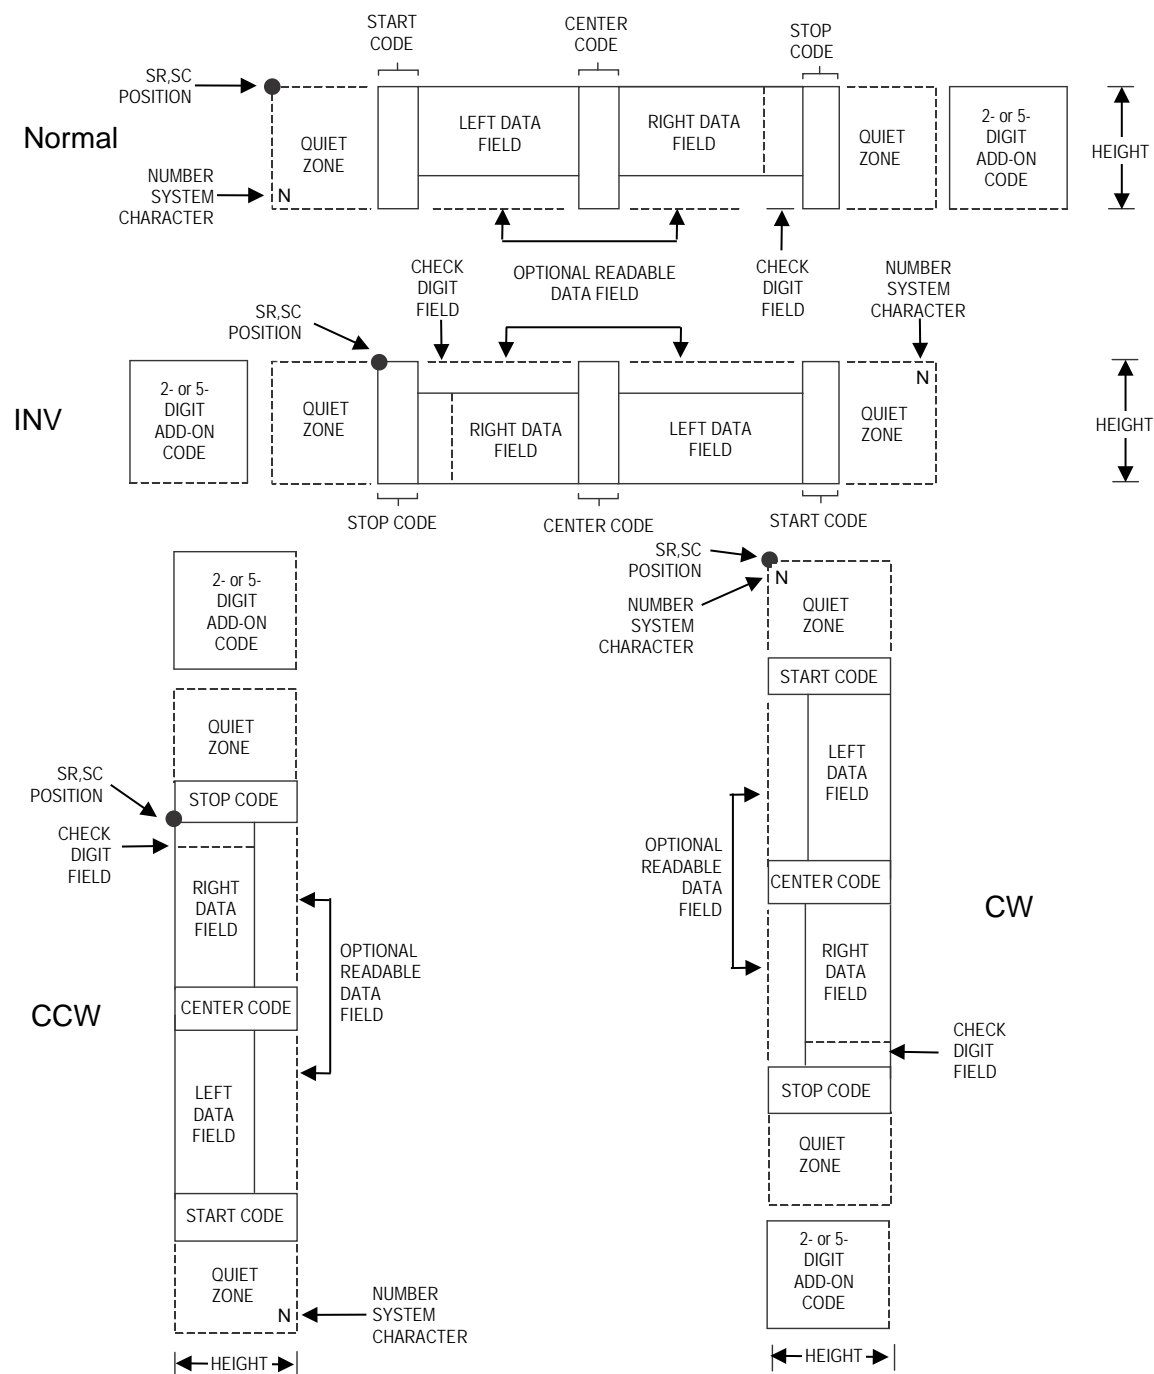 START
CODE
CENTER
CODE
STOP
CODE
SR,SC
POSITION
Normal
QUIET
ZONE
LEFT DATA
FIELD
RIGHT DATA
FIELD
QUIET
ZONE
2- or 5-
DIGIT
ADD-ON
CODE
HEIGHT
NUMBER
SYSTEM
CHARACTER
N
CHECK
DIGIT
FIELD
OPTIONAL READABLE
DATA FIELD
CHECK
DIGIT
FIELD
NUMBER
SYSTEM
CHARACTER
SR,SC
POSITION
INV
2- or 5-
DIGIT
ADD-ON
CODE
QUIET
ZONE
RIGHT DATA
FIELD
LEFT DATA
FIELD
N
QUIET
ZONE
HEIGHT
STOP CODE
CENTER CODE
START CODE
2- or 5-
DIGIT
ADD-ON
CODE
QUIET
ZONE
SR,SC
POSITION
STOP CODE
CHECK
DIGIT
FIELD
RIGHT
DATA
FIELD
OPTIONAL
READABLE
DATA
FIELD
CCW
CENTER CODE
LEFT
DATA
FIELD
START CODE
QUIET
ZONE
N
NUMBER
SYSTEM
CHARACTER
HEIGHT
SR,SC
POSITION
N
NUMBER
SYSTEM
CHARACTER
QUIET
ZONE
START CODE
LEFT
DATA
FIELD
OPTIONAL
READABLE
DATA
FIELD
CENTER CODE
CW
RIGHT
DATA
FIELD
CHECK
DIGIT
FIELD
STOP CODE
QUIET
ZONE
2- or 5-
DIGIT
ADD-ON
CODE
HEIGHT